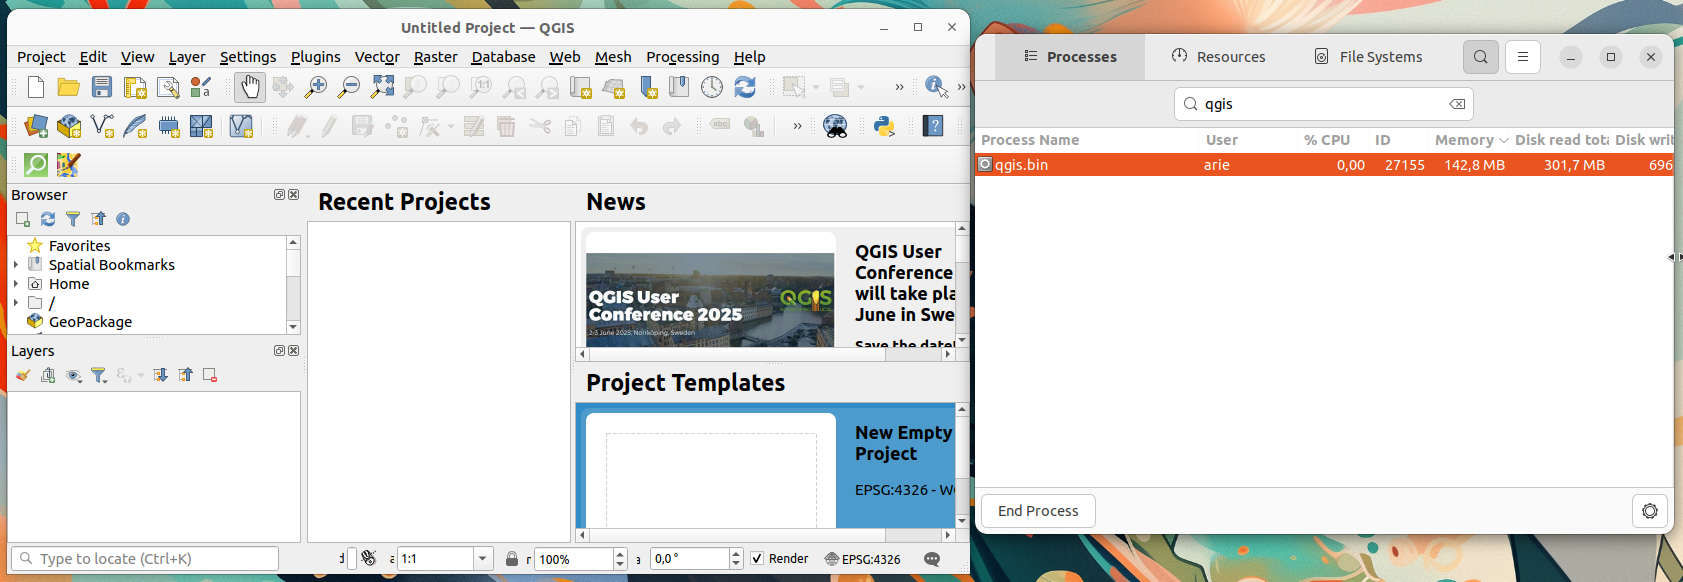 Untitled Project — QGIS
Project Edit View Layer Settings Plugins Vector Raster Database Web Mesh Processing Help
Browser
Favorites
Spatial Bookmarks
Home
/
GeoPackage
Layers
Type to locate (Ctrl+K)
Recent Projects
News
QGIS User
Conference 2025
2-3 June 2025, Norrköping, Sweden
QGIS
QGIS User
Conference
will take pla
June in Swe
Save the date!
Project Templates
New Empty
Project
EPSG:4326 - W
d a 1:1 r 100% a 0,0 ° Render EPSG:4326
Processes Resources File Systems
qgis
Process Name User % CPU ID Memory Disk read tota Disk writ
qgis.bin arie 0,00 27155 142,8 MB 301,7 MB 696
End Process